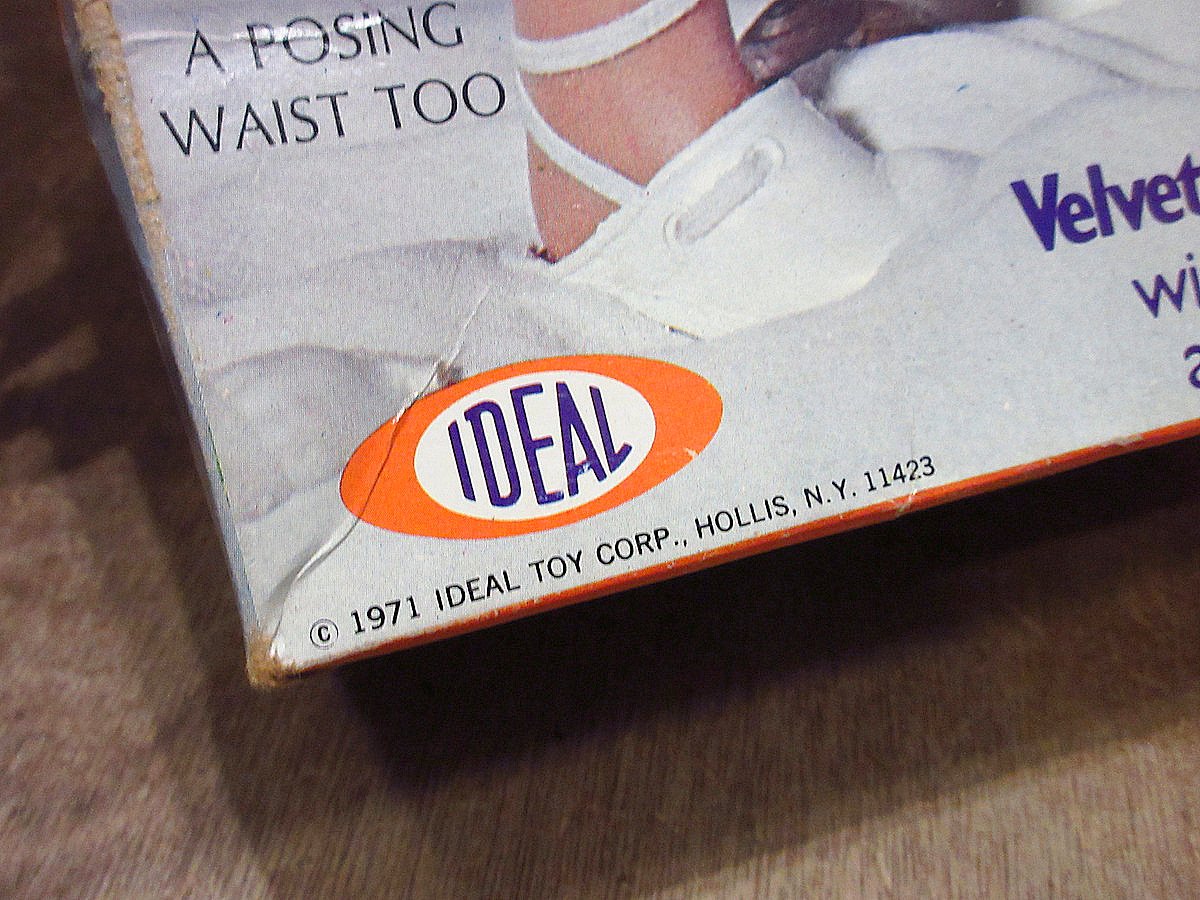 A POSING
WAIST TOO
Velvet
wi
IDEAL
© 1971 IDEAL TOY CORP., HOLLIS, N.Y. 11423